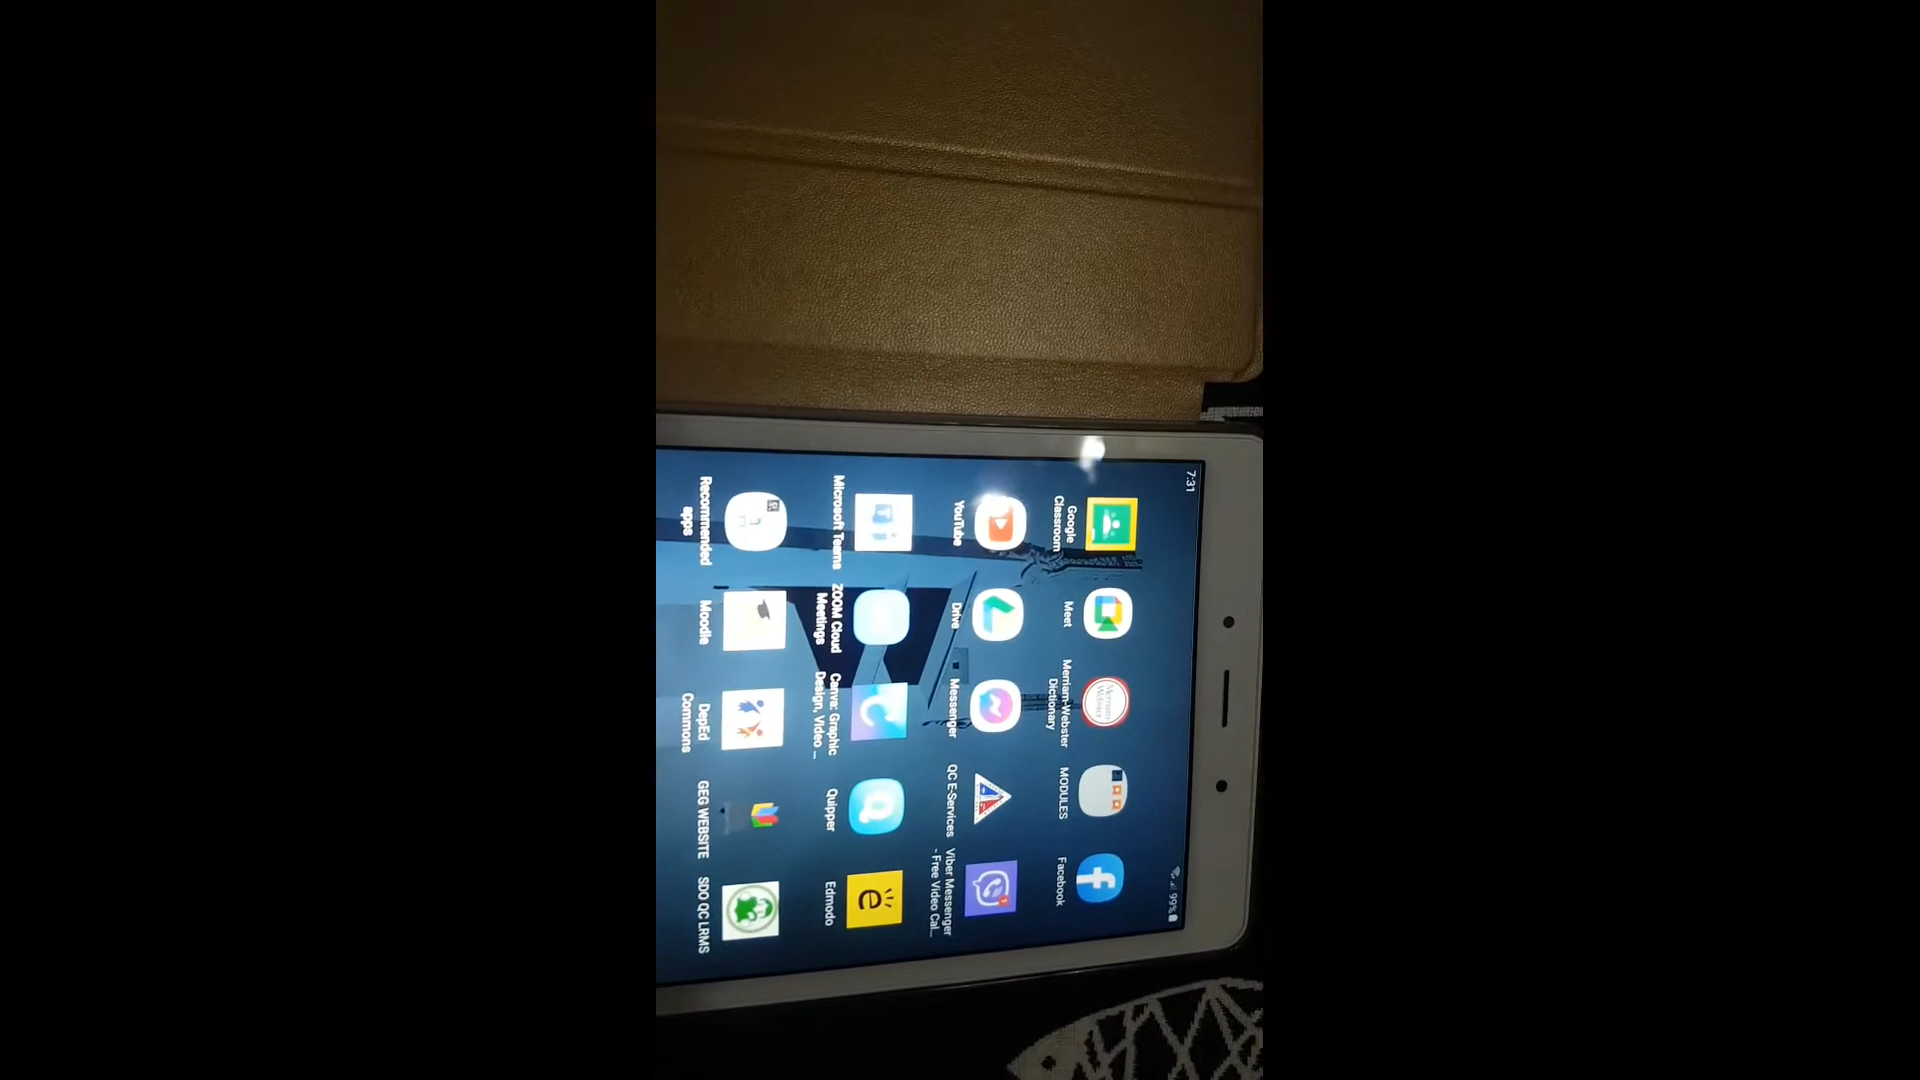 7:31
99%
Google
Classroom
Meet
Merriam-Webster
Dictionary
MODULES
Facebook
YouTube
Drive
Messenger
QC E-Services
Viber Messenger
- Free Video Cal...
Microsoft Teams
ZOOM Cloud
Meetings
Canva: Graphic
Design, Video ...
Quipper
Edmodo
Recommended
apps
Moodle
DepEd
Commons
GEG WEBSITE
SDO QC LRMS